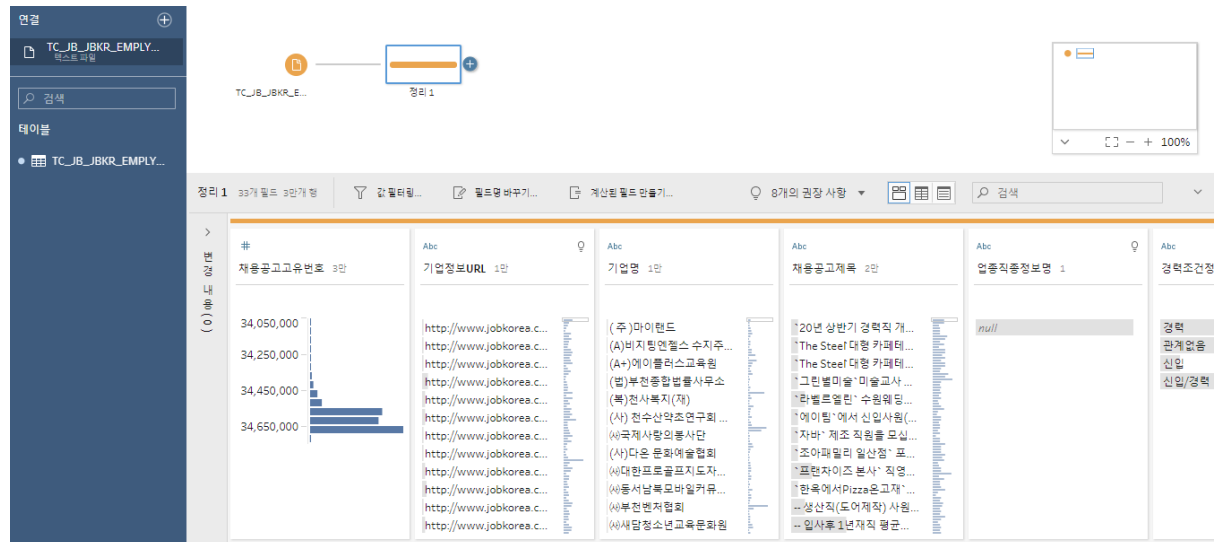 연결
TC_JB_JBKR_EMPLY...
텍스트 파일
검색
테이블
TC_JB_JBKR_EMPLY...
TC_JB_JBKR_E...
정리 1
100%
정리 1 33개 필드 3만개 행 값 필터링... 필드명 바꾸기... 계산된 필드 만들기... 8개의 권장 사항 검색
변경 내용 (0)
#
채용공고고유번호 3만
34,050,000
34,250,000
34,450,000
34,650,000
Abc
기업정보URL 1만
http://www.jobkorea.c...
http://www.jobkorea.c...
http://www.jobkorea.c...
http://www.jobkorea.c...
http://www.jobkorea.c...
http://www.jobkorea.c...
http://www.jobkorea.c...
http://www.jobkorea.c...
http://www.jobkorea.c...
http://www.jobkorea.c...
http://www.jobkorea.c...
http://www.jobkorea.c...
Abc
기업명 1만
( 주 )마이랜드
(A)비지팅엔젤스 수지주...
(A+)에이플러스교육원
(법)부천종합법률사무소
(복)천사복지(재)
(사) 천수산약초연구회 ...
㈔국제사랑의봉사단
(사)다온 문화예술협회
㈔대한프로골프지도자...
㈔동서남북모바일커뮤...
㈔부천벤처협회
㈔새담청소년교육문화원
Abc
채용공고제목 2만
`20년 상반기 경력직 개...
`The Steel` 대형 카페테...
`The Steel` 대형 카페테...
`그린별미술`미술교사 ...
`라벨르엘린` 수원웨딩...
`에이팀`에서 신입사원(...
`자바` 제조 직원을 모십...
`조아패밀리 일산점` 포...
`프랜차이즈 본사` 직영...
`한옥에서Pizza온고재`...
-- 생산직(도어제작) 사원...
-- 입사후 1년재직 평균...
Abc
업종직종정보명 1
null
Abc
경력조건정
경력
관계없음
신입
신입/경력